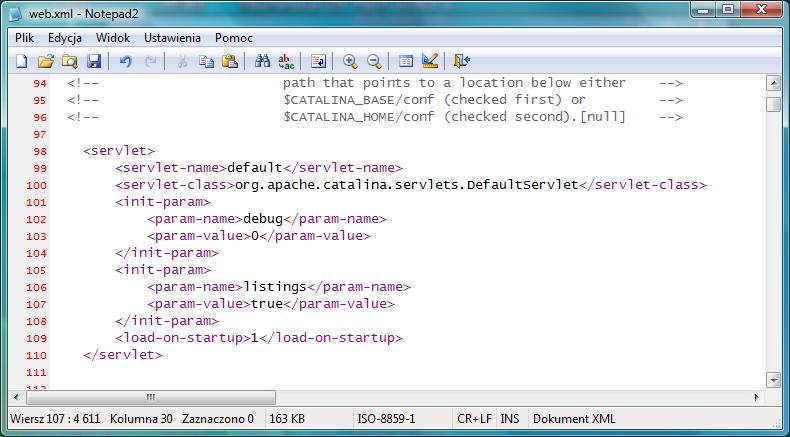 web.xml - Notepad2
Plik Edycja Widok Ustawienia Pomoc
94 <!-- path that points to a location below either -->
95 <!-- $CATALINA_BASE/conf (checked first) or -->
96 <!-- $CATALINA_HOME/conf (checked second).[null] -->
97
98 <servlet>
99 <servlet-name>default</servlet-name>
100 <servlet-class>org.apache.catalina.servlets.DefaultServlet</servlet-class>
101 <init-param>
102 <param-name>debug</param-name>
103 <param-value>0</param-value>
104 </init-param>
105 <init-param>
106 <param-name>listings</param-name>
107 <param-value>true</param-value>
108 </init-param>
109 <load-on-startup>1</load-on-startup>
110 </servlet>
111
Wiersz 107 : 4 611 Kolumna 30 Zaznaczono 0 163 KB ISO-8859-1 CR+LF INS Dokument XML